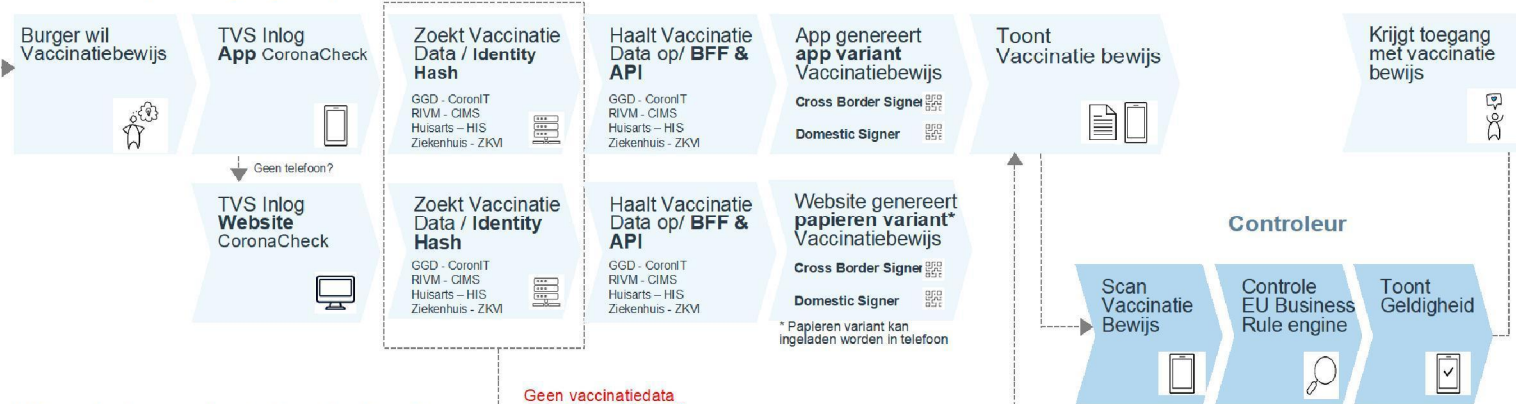 Burger wil
Vaccinatiebewijs
TVS Inlog
App CoronaCheck
Zoekt Vaccinatie
Data / Identity
Hash
GGD - CoronIT
RIVM - CIMS
Huisarts – HIS
Ziekenhuis - ZKVI
Haalt Vaccinatie
Data op/ BFF &
API
GGD - CoronIT
RIVM - CIMS
Huisarts – HIS
Ziekenhuis - ZKVI
App genereert
app variant
Vaccinatiebewijs
Cross Border Signer
Domestic Signer
Toont
Vaccinatie bewijs
Krijgt toegang
met vaccinatie
bewijs
Geen telefoon?
TVS Inlog
Website
CoronaCheck
Zoekt Vaccinatie
Data / Identity
Hash
GGD - CoronIT
RIVM - CIMS
Huisarts – HIS
Ziekenhuis - ZKVI
Haalt Vaccinatie
Data op/ BFF &
API
GGD - CoronIT
RIVM - CIMS
Huisarts – HIS
Ziekenhuis - ZKVI
Website genereert
papieren variant*
Vaccinatiebewijs
Cross Border Signer
Domestic Signer
* Papieren variant kan
ingeladen worden in telefoon
Controleur
Scan
Vaccinatie
Bewijs
Controle
EU Business
Rule engine
Toont
Geldigheid
Geen vaccinatiedata